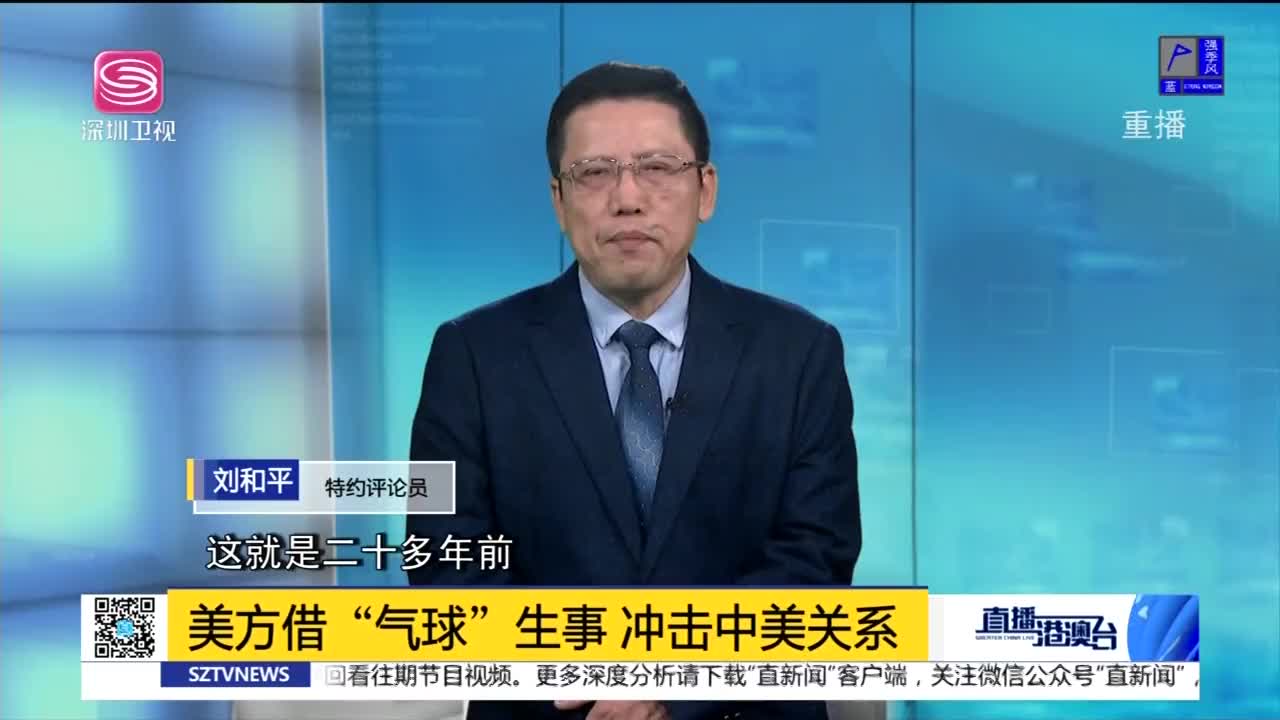 深圳卫视
强季风
蓝
重播
刘和平
特约评论员
这就是二十多年前
美方借“气球”生事 冲击中美关系
直播港澳台
GREATER CHINA LIVE
SZTVNEWS
回看往期节目视频。更多深度分析请下载“直新闻”客户端，关注微信公众号“直新闻”，